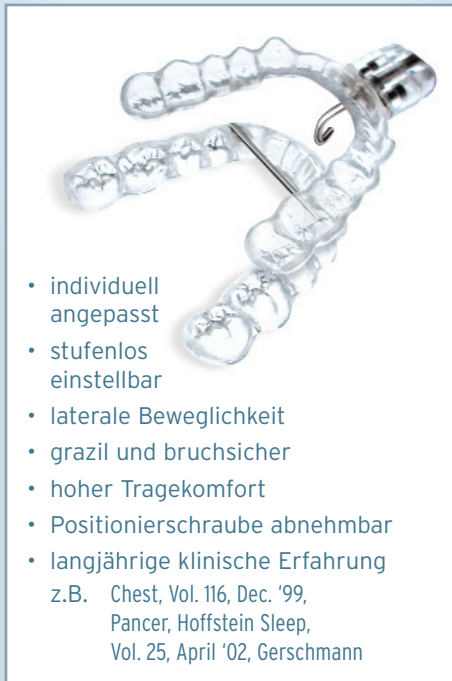 • individuell
angepasst
• stufenlos
einstellbar
• laterale Beweglichkeit
• grazil und bruchsicher
• hoher Tragekomfort
• Positionierschraube abnehmbar
• langjährige klinische Erfahrung
z.B. Chest, Vol. 116, Dec. ‘99,
Pancer, Hoffstein Sleep,
Vol. 25, April ‘02, Gerschmann